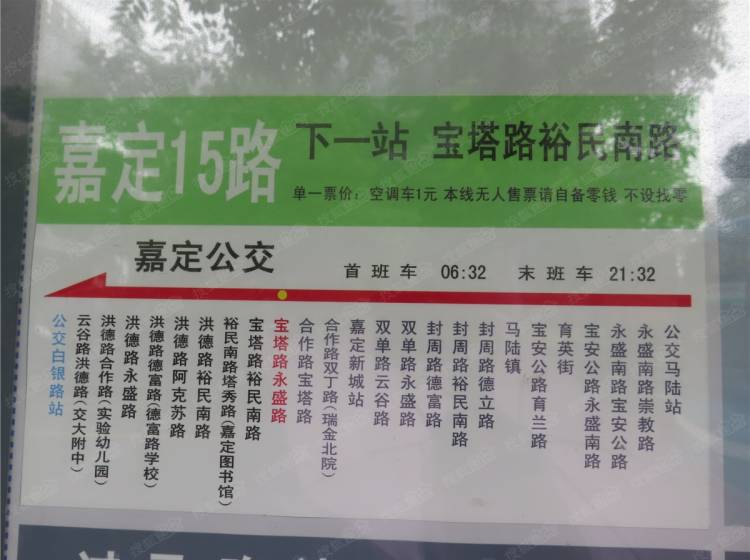 嘉定15路
下一站 宝塔路裕民南路
单一票价：空调车1元 本线无人售票请自备零钱 不设找零
嘉定公交
首班车 06:32 末班车 21:32
公交白银路站
云谷路洪德路(交大附中)
洪德路合作路(实验幼儿园)
洪德路永盛路
洪德路德富路(德富路学校)
洪德路阿克苏路
洪德路裕民南路
裕民南路塔秀路(嘉定图书馆)
宝塔路裕民南路
宝塔路永盛路
合作路宝塔路
合作路双丁路(瑞金北院)
嘉定新城站
双单路云谷路
双单路永盛路
封周路德富路
封周路裕民南路
封周路德立路
马陆镇
宝安公路育兰路
育英街
宝安公路永盛南路
永盛南路宝安公路
永盛南路崇教路
公交马陆站